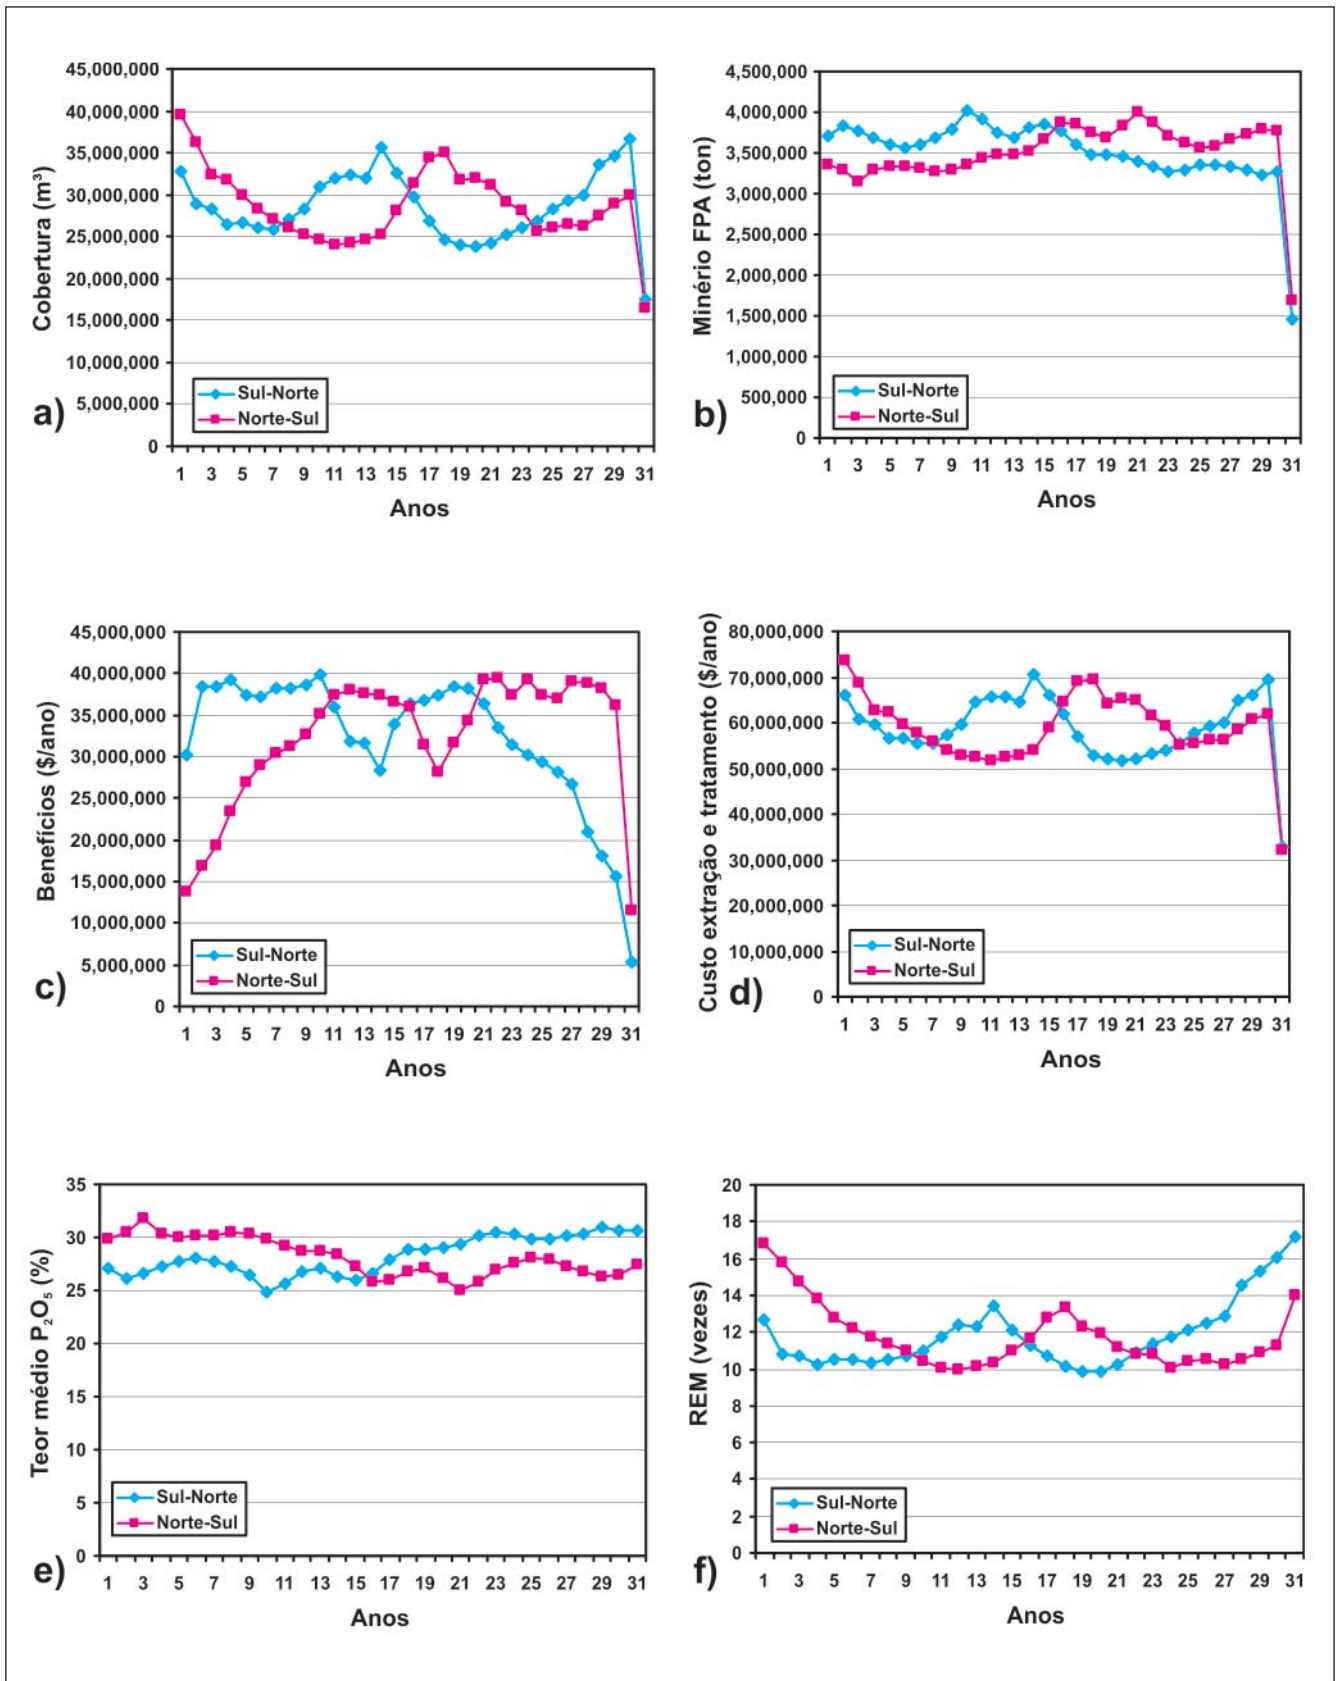 45,000,000
40,000,000
35,000,000
30,000,000
25,000,000
20,000,000
15,000,000
10,000,000
5,000,000
0
Cobertura (m³)
Sul-Norte
Norte-Sul
a)
1 3 5 7 9 11 13 15 17 19 21 23 25 27 29 31
Anos
4,500,000
4,000,000
3,500,000
3,000,000
2,500,000
2,000,000
1,500,000
1,000,000
500,000
0
Minério FPA (ton)
Sul-Norte
Norte-Sul
b)
1 3 5 7 9 11 13 15 17 19 21 23 25 27 29 31
Anos
45,000,000
40,000,000
35,000,000
30,000,000
25,000,000
20,000,000
15,000,000
10,000,000
5,000,000
0
Benefícios ($/ano)
Sul-Norte
Norte-Sul
c)
1 3 5 7 9 11 13 15 17 19 21 23 25 27 29 31
Anos
80,000,000
70,000,000
60,000,000
50,000,000
40,000,000
30,000,000
20,000,000
10,000,000
0
Custo extração e tratamento ($/ano)
Sul-Norte
Norte-Sul
d)
1 3 5 7 9 11 13 15 17 19 21 23 25 27 29 31
Anos
35
30
25
20
15
10
5
0
Teor médio P₂O₅ (%)
Sul-Norte
Norte-Sul
e)
1 3 5 7 9 11 13 15 17 19 21 23 25 27 29 31
Anos
20
18
16
14
12
10
8
6
4
2
0
REM (vezes)
Sul-Norte
Norte-Sul
f)
1 3 5 7 9 11 13 15 17 19 21 23 25 27 29 31
Anos